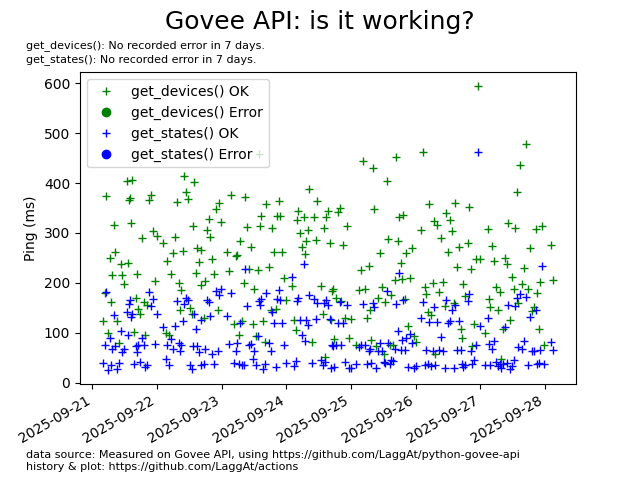 Govee API: is it working?
get_devices(): No recorded error in 7 days.
get_states(): No recorded error in 7 days.
get_devices() OK
get_devices() Error
get_states() OK
get_states() Error
Ping (ms)
600
500
400
300
200
100
0
2025-09-21
2025-09-22
2025-09-23
2025-09-24
2025-09-25
2025-09-26
2025-09-27
2025-09-28
data source: Measured on Govee API, using https://github.com/LaggAt/python-govee-api
history & plot: https://github.com/LaggAt/actions